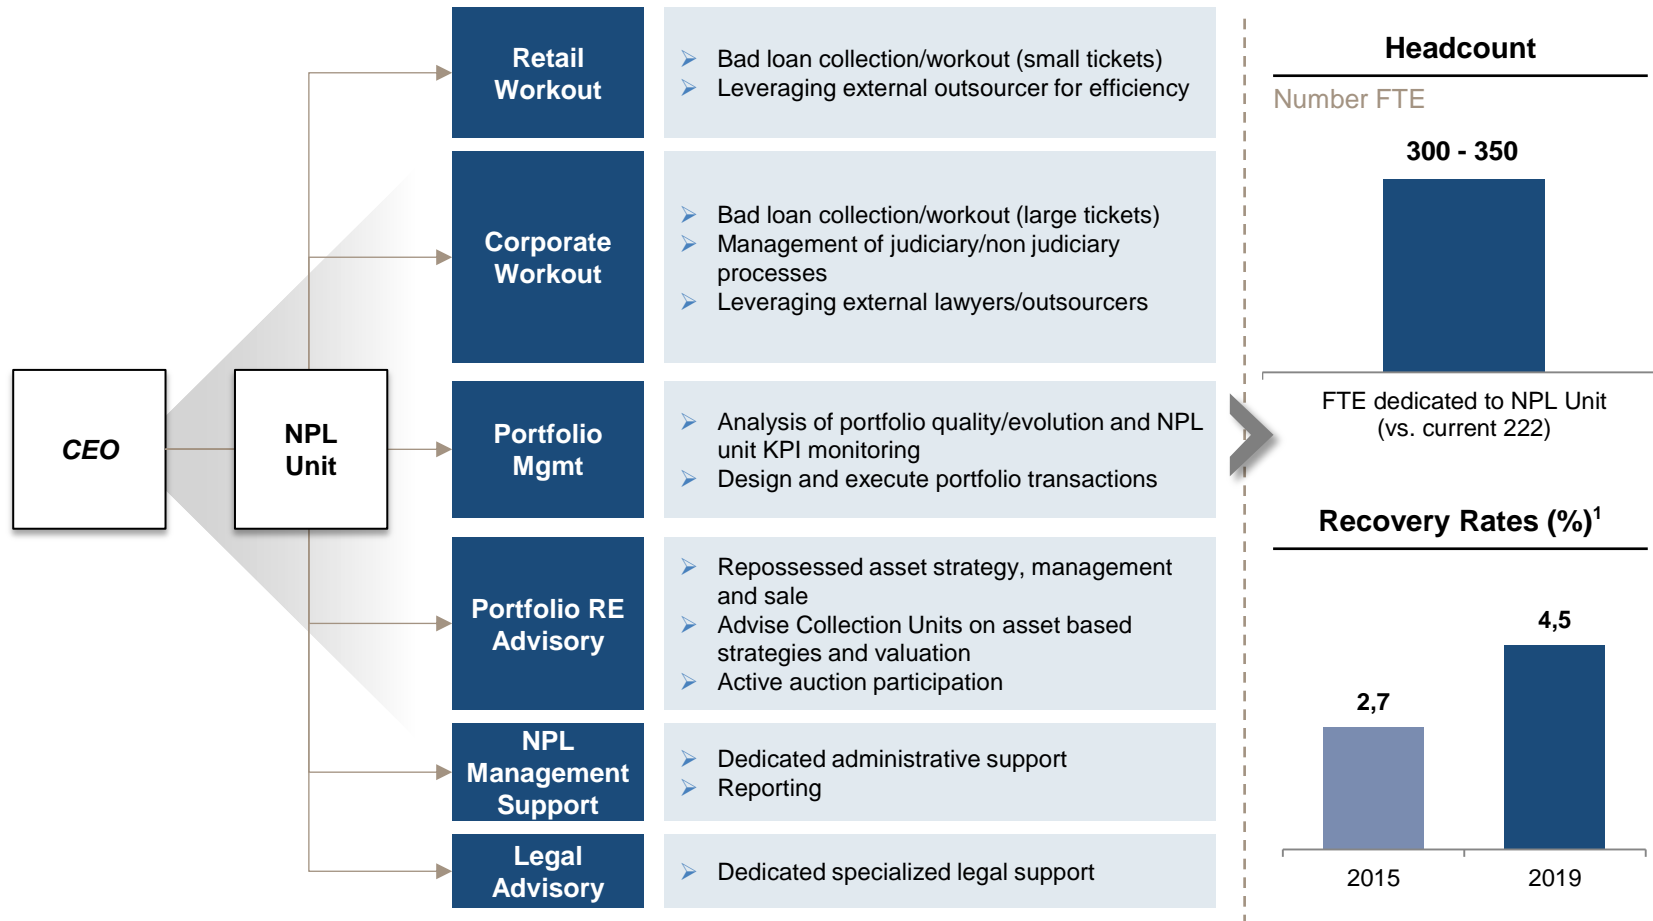 CEO
NPL
Unit
Retail
Workout
➢ Bad loan collection/workout (small tickets)
➢ Leveraging external outsourcer for efficiency
Corporate
Workout
➢ Bad loan collection/workout (large tickets)
➢ Management of judiciary/non judiciary
processes
➢ Leveraging external lawyers/outsourcers
Portfolio
Mgmt
➢ Analysis of portfolio quality/evolution and NPL
unit KPI monitoring
➢ Design and execute portfolio transactions
Portfolio RE
Advisory
➢ Repossessed asset strategy, management
and sale
➢ Advise Collection Units on asset based
strategies and valuation
➢ Active auction participation
NPL
Management
Support
➢ Dedicated administrative support
➢ Reporting
Legal
Advisory
➢ Dedicated specialized legal support
Headcount
Number FTE
300 - 350
FTE dedicated to NPL Unit
(vs. current 222)
Recovery Rates (%)¹
2,7
4,5
2015
2019